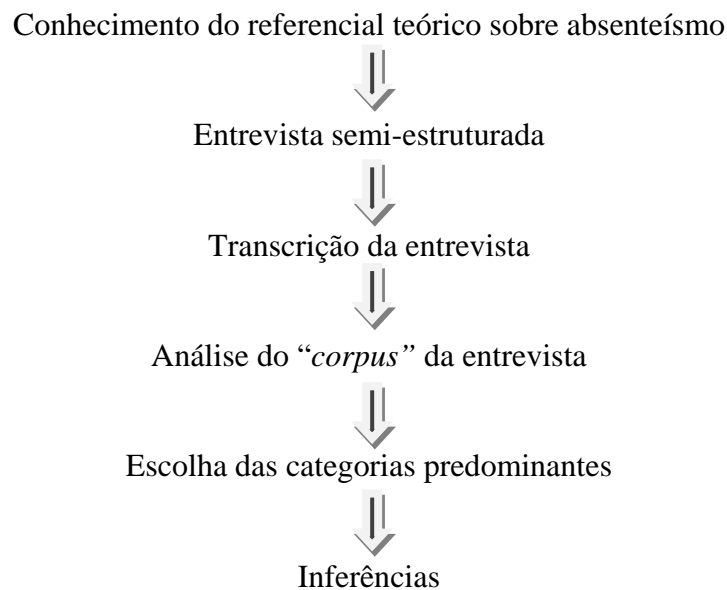 Conhecimento do referencial teórico sobre absenteísmo
Entrevista semi-estruturada
Transcrição da entrevista
Análise do “corpus” da entrevista
Escolha das categorias predominantes
Inferências